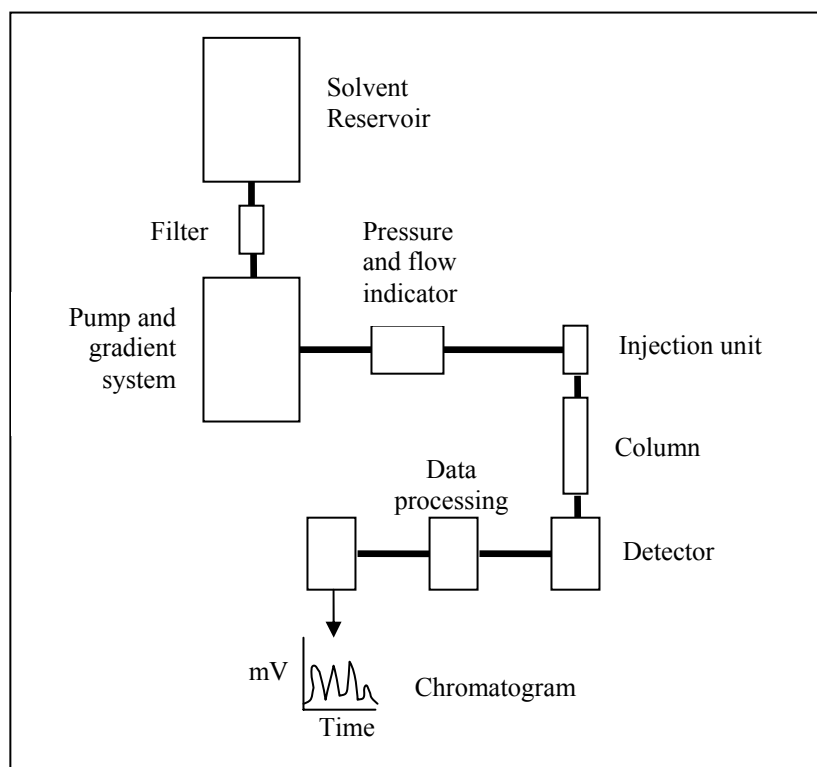 Solvent
Reservoir
Filter
Pressure
and flow
indicator
Pump and
gradient
system
Injection unit
Column
Data
processing
Detector
mV
Chromatogram
Time